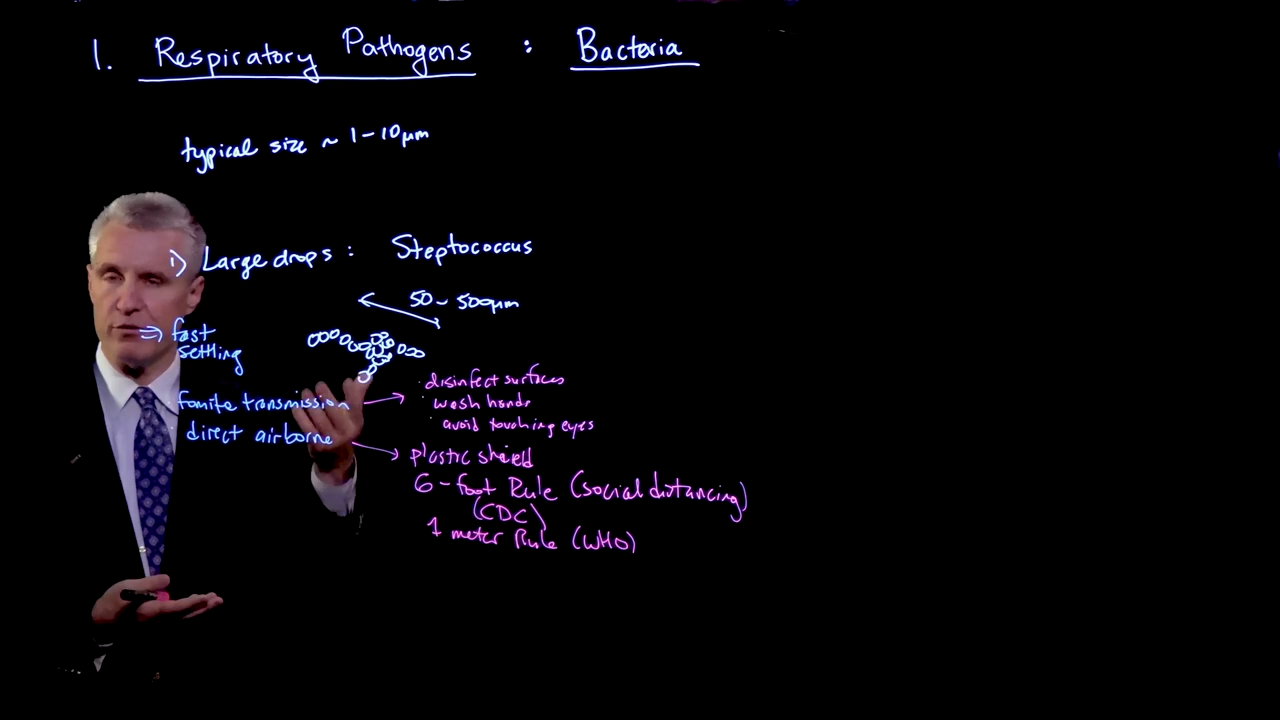 1. Respiratory Pathogens : Bacteria
typical size ~ 1-10μm
1) Large drops : Steptococcus
50 - 500μm
⇒ fast
settling
· fomite transmission
· direct airborne
· disinfect surfaces
· wash hands
· avoid touching eyes
plastic shield
6-foot Rule (social distancing)
(CDC)
1 meter Rule (WHO)